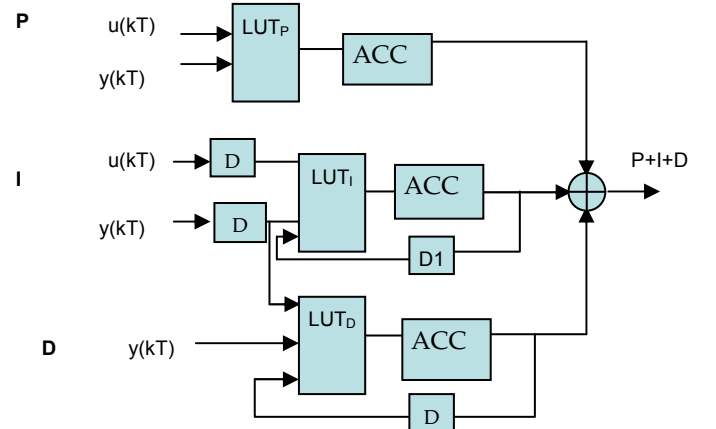 P
u(kT)
y(kT)
LUTP
ACC
I
u(kT)
y(kT)
D
D
LUTI
ACC
D1
P+I+D
D
y(kT)
LUTD
ACC
D